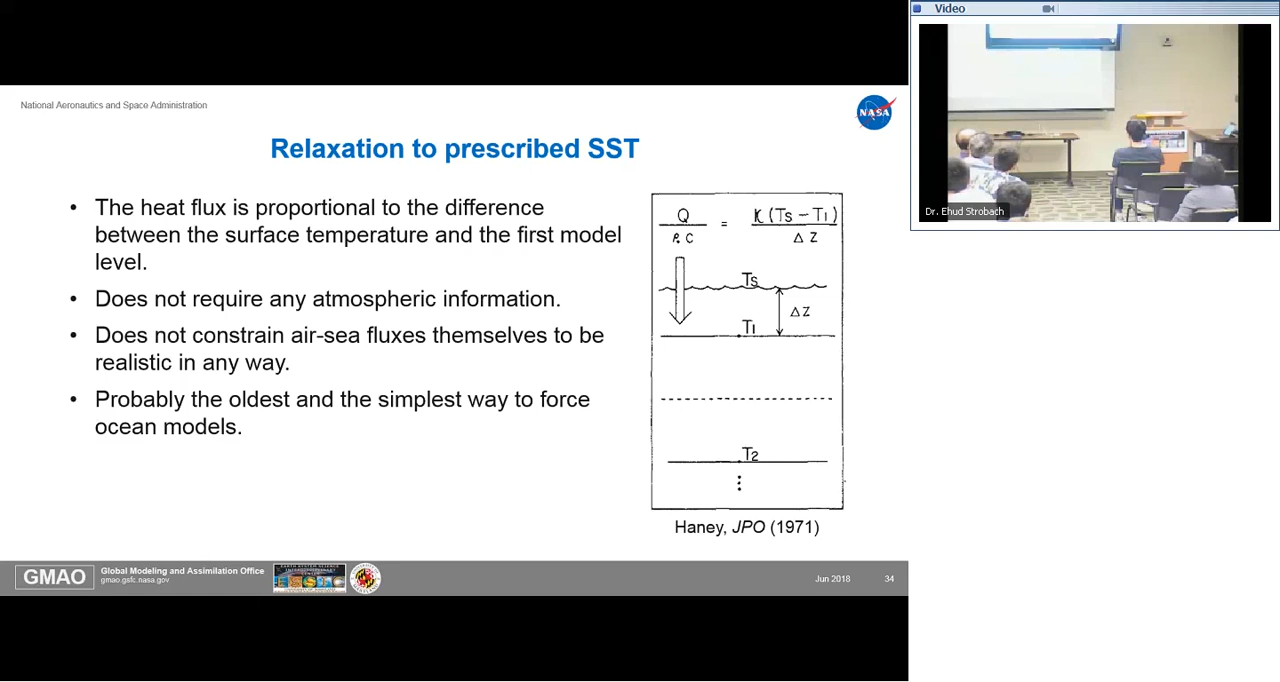 Video
National Aeronautics and Space Administration
NASA
Relaxation to prescribed SST
• The heat flux is proportional to the difference
between the surface temperature and the first model
level.
• Does not require any atmospheric information.
• Does not constrain air-sea fluxes themselves to be
realistic in any way.
• Probably the oldest and the simplest way to force
ocean models.
Q = K (Ts - T1)
C Δ Z
Ts
Δ Z
T1
T2
Haney, JPO (1971)
Dr. Ehud Strobach
GMAO
Global Modeling and Assimilation Office
gmao.gsfc.nasa.gov
ESSIC
Jun 2018
34